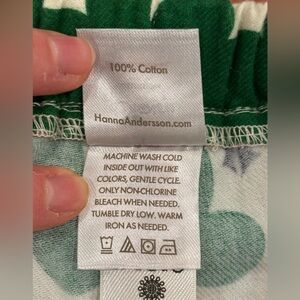 100% Cotton
HannaAndersson.com
MACHINE WASH COLD
INSIDE OUT WITH LIKE
COLORS, GENTLE CYCLE.
ONLY NON-CHLORINE
BLEACH WHEN NEEDED.
TUMBLE DRY LOW. WARM
IRON AS NEEDED.